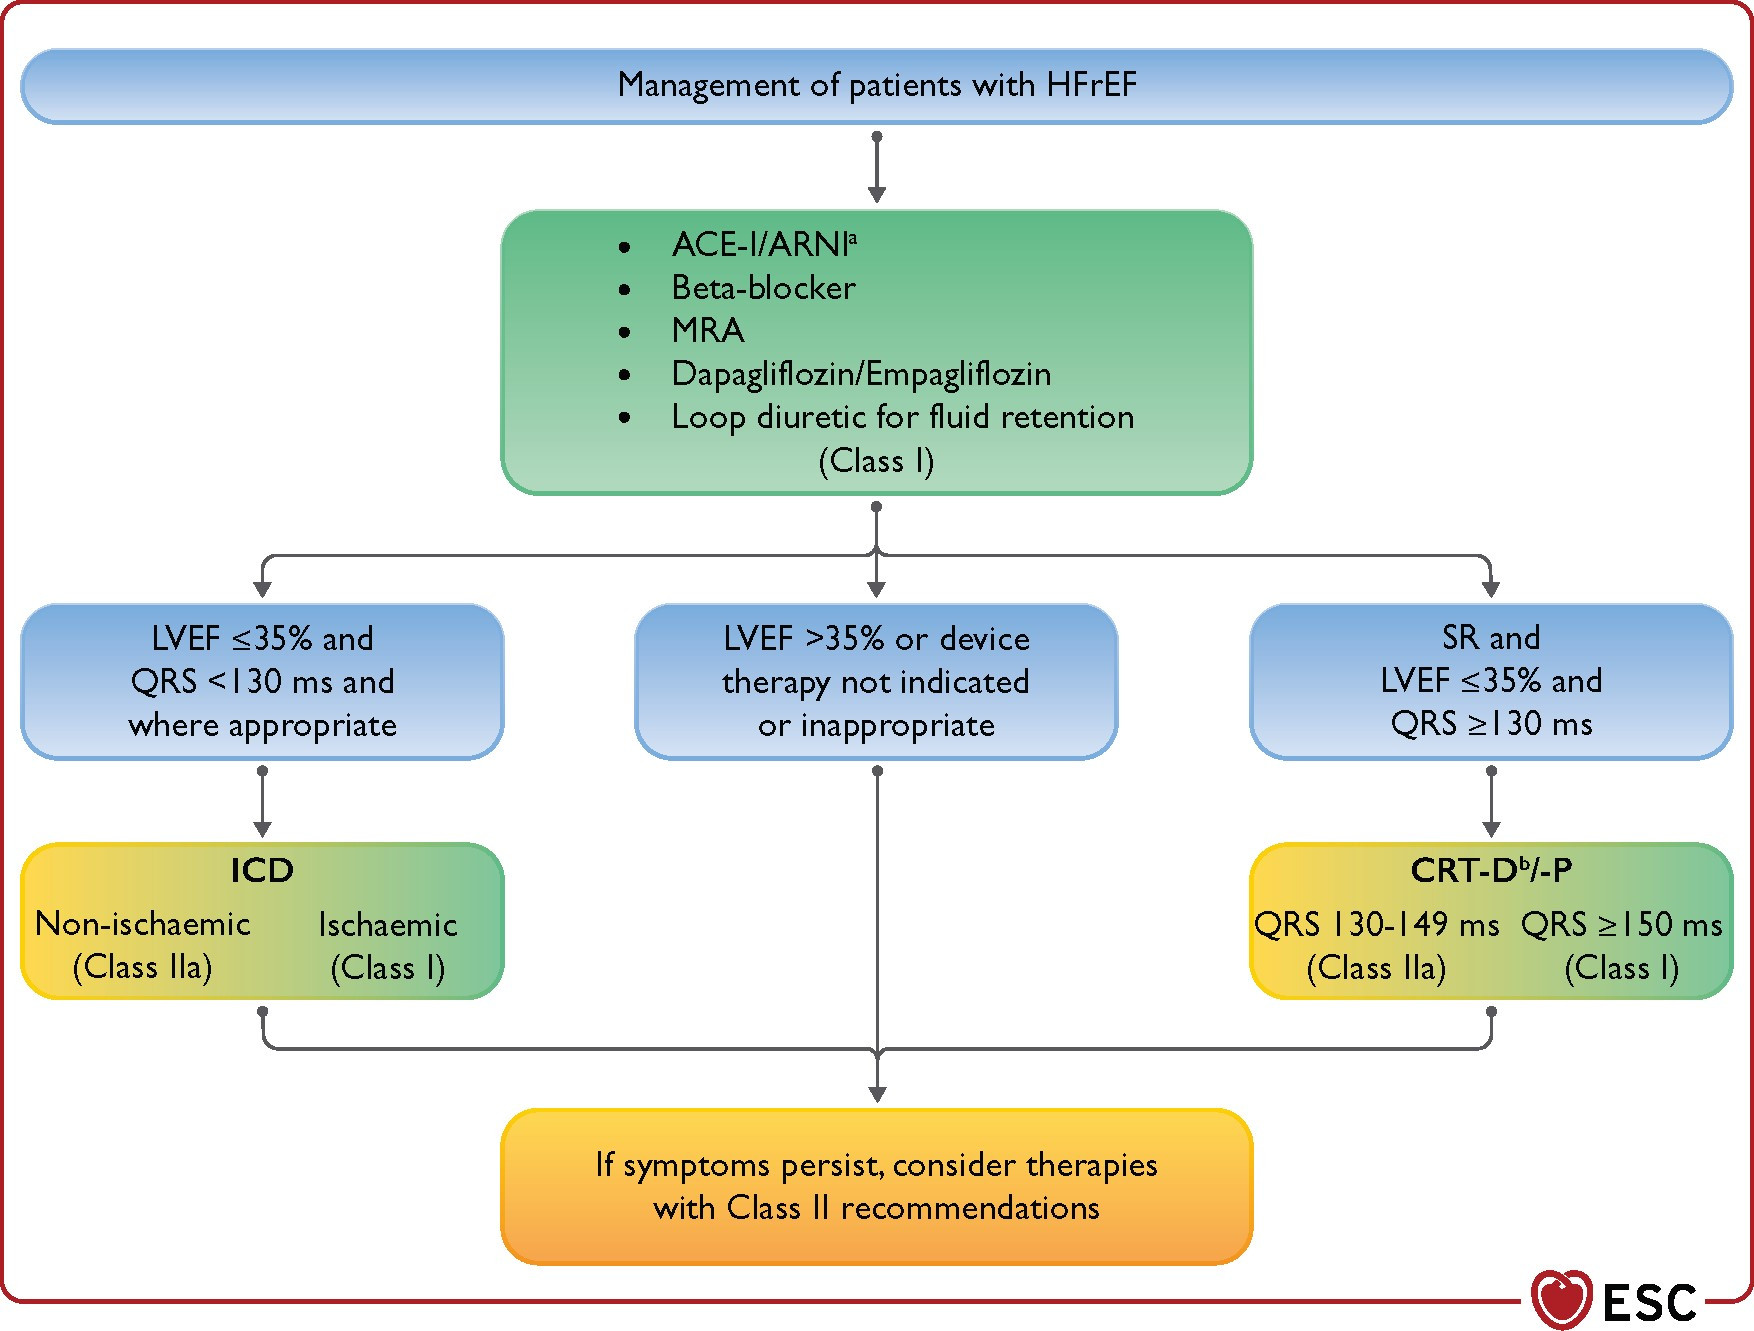 Management of patients with HFrEF
• ACE-I/ARNIᵃ
• Beta-blocker
• MRA
• Dapagliflozin/Empagliflozin
• Loop diuretic for fluid retention
(Class I)
LVEF ≤35% and
QRS <130 ms and
where appropriate
LVEF >35% or device
therapy not indicated
or inappropriate
SR and
LVEF ≤35% and
QRS ≥130 ms
ICD
Non-ischaemic
(Class IIa)
Ischaemic
(Class I)
CRT-Dᵇ/-P
QRS 130-149 ms
(Class IIa)
QRS ≥150 ms
(Class I)
If symptoms persist, consider therapies
with Class II recommendations
ESC